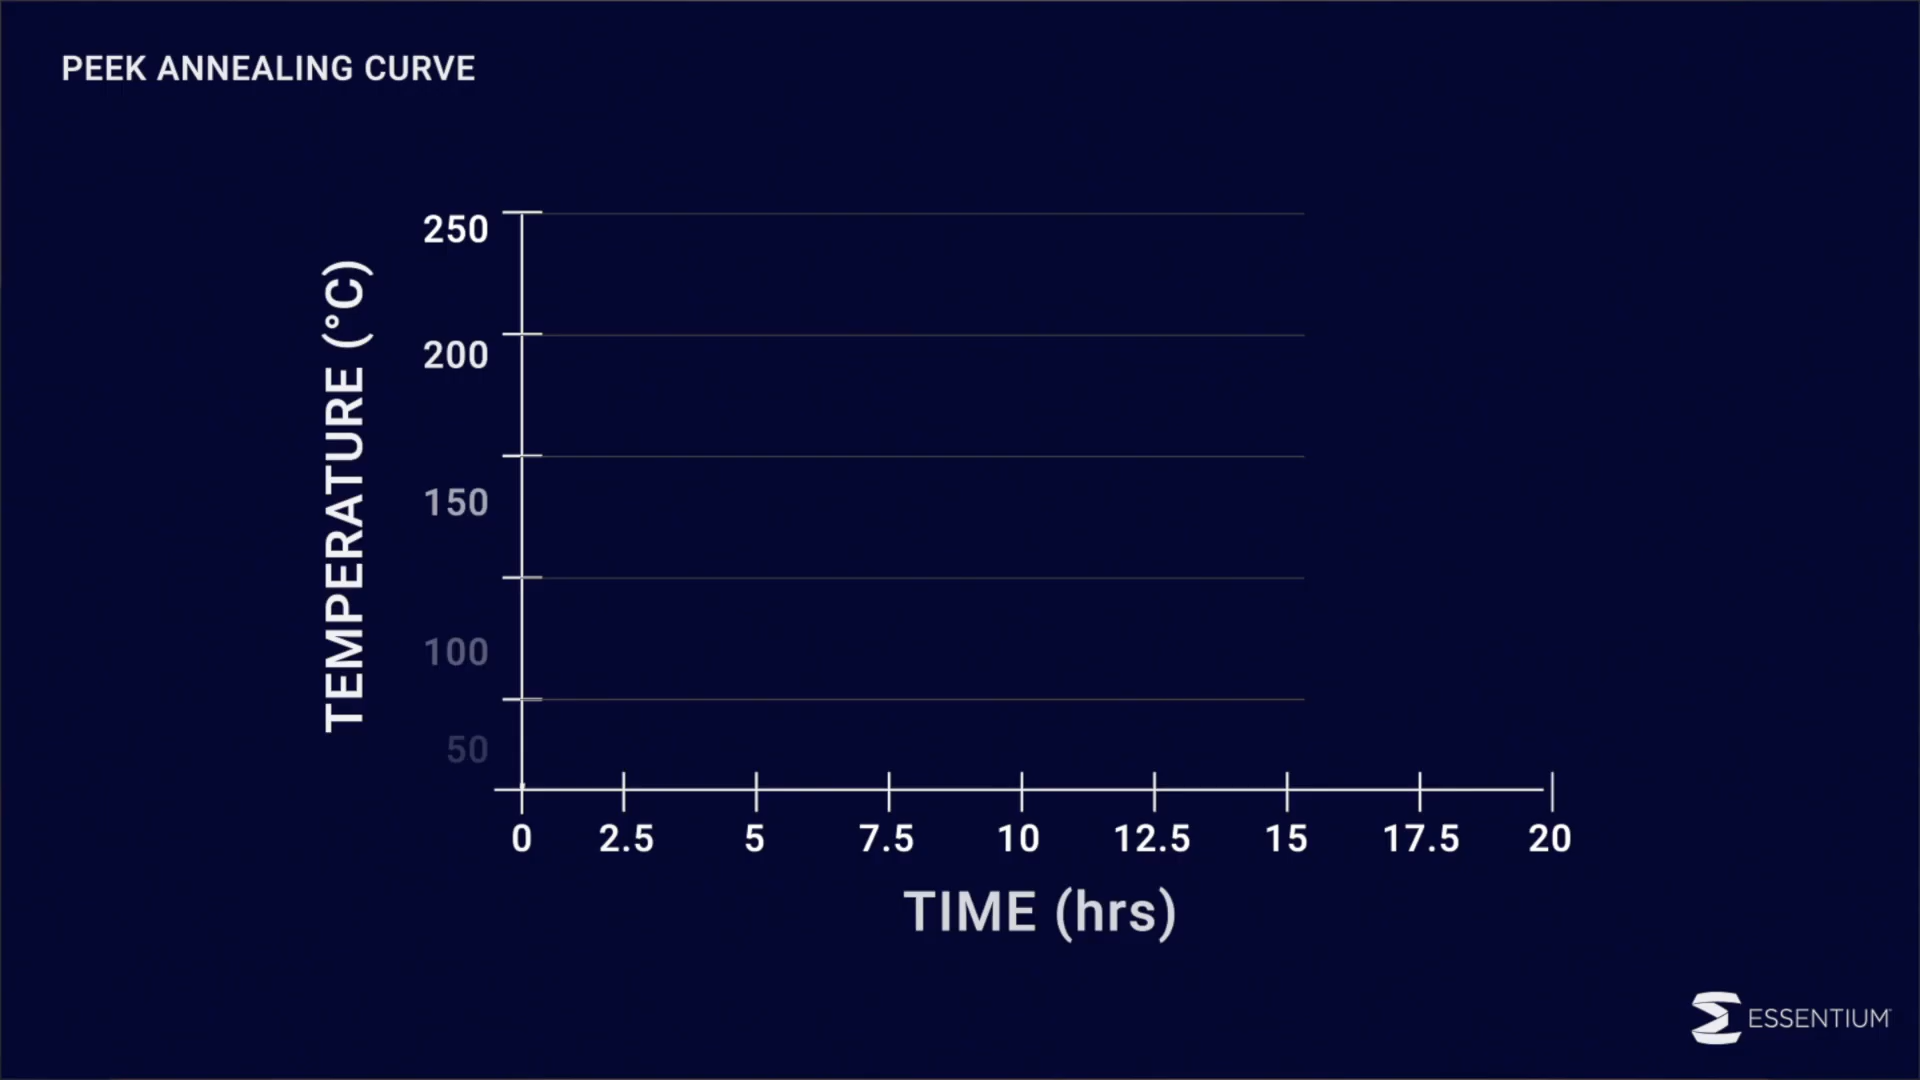 PEEK ANNEALING CURVE
TEMPERATURE (°C)
250
200
150
100
50
0 2.5 5 7.5 10 12.5 15 17.5 20
TIME (hrs)
ESSENTIUM